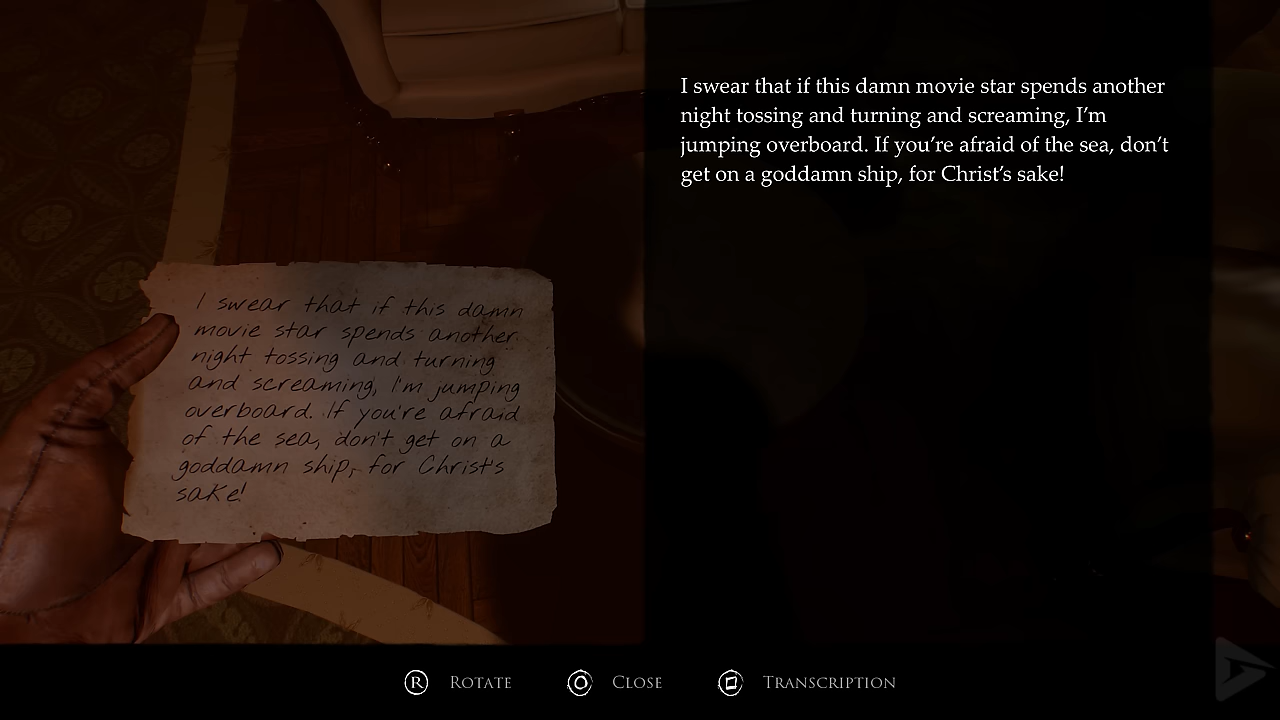 I swear that if this damn
movie star spends another
night tossing and turning
and screaming, I'm jumping
overboard. If you're afraid
of the sea, don't get on a
goddamn ship, for Christ's
sake!
I swear that if this damn movie star spends another
night tossing and turning and screaming, I’m
jumping overboard. If you’re afraid of the sea, don’t
get on a goddamn ship, for Christ’s sake!
R Rotate Close Transcription